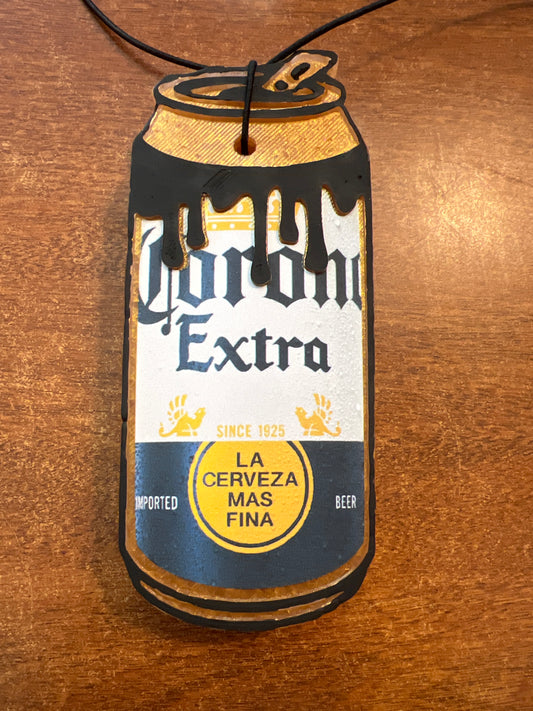 Corona
Extra
SINCE 1925
LA
CERVEZA
MAS
FINA
IMPORTED
BEER